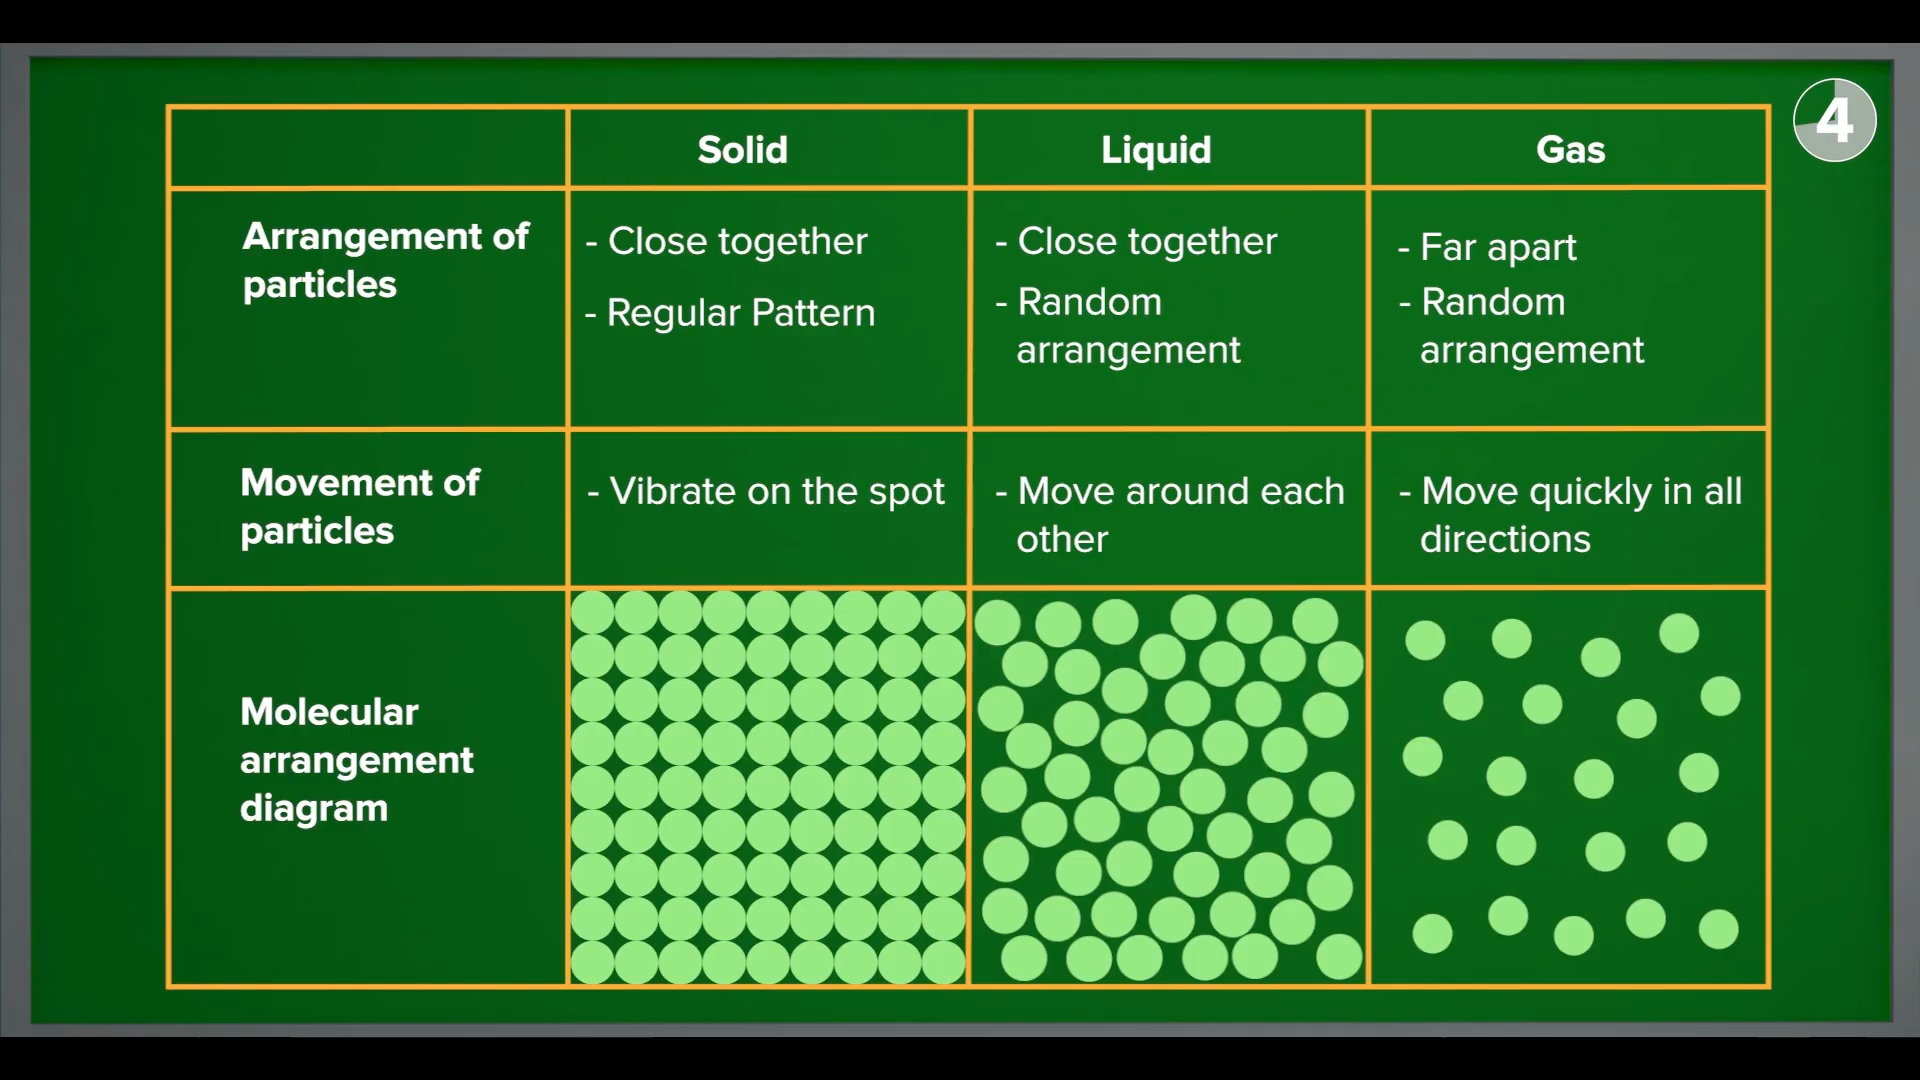 Solid
Liquid
Gas
4
Arrangement of
particles
- Close together
- Regular Pattern
- Close together
- Random
arrangement
- Far apart
- Random
arrangement
Movement of
particles
- Vibrate on the spot
- Move around each
other
- Move quickly in all
directions
Molecular
arrangement
diagram